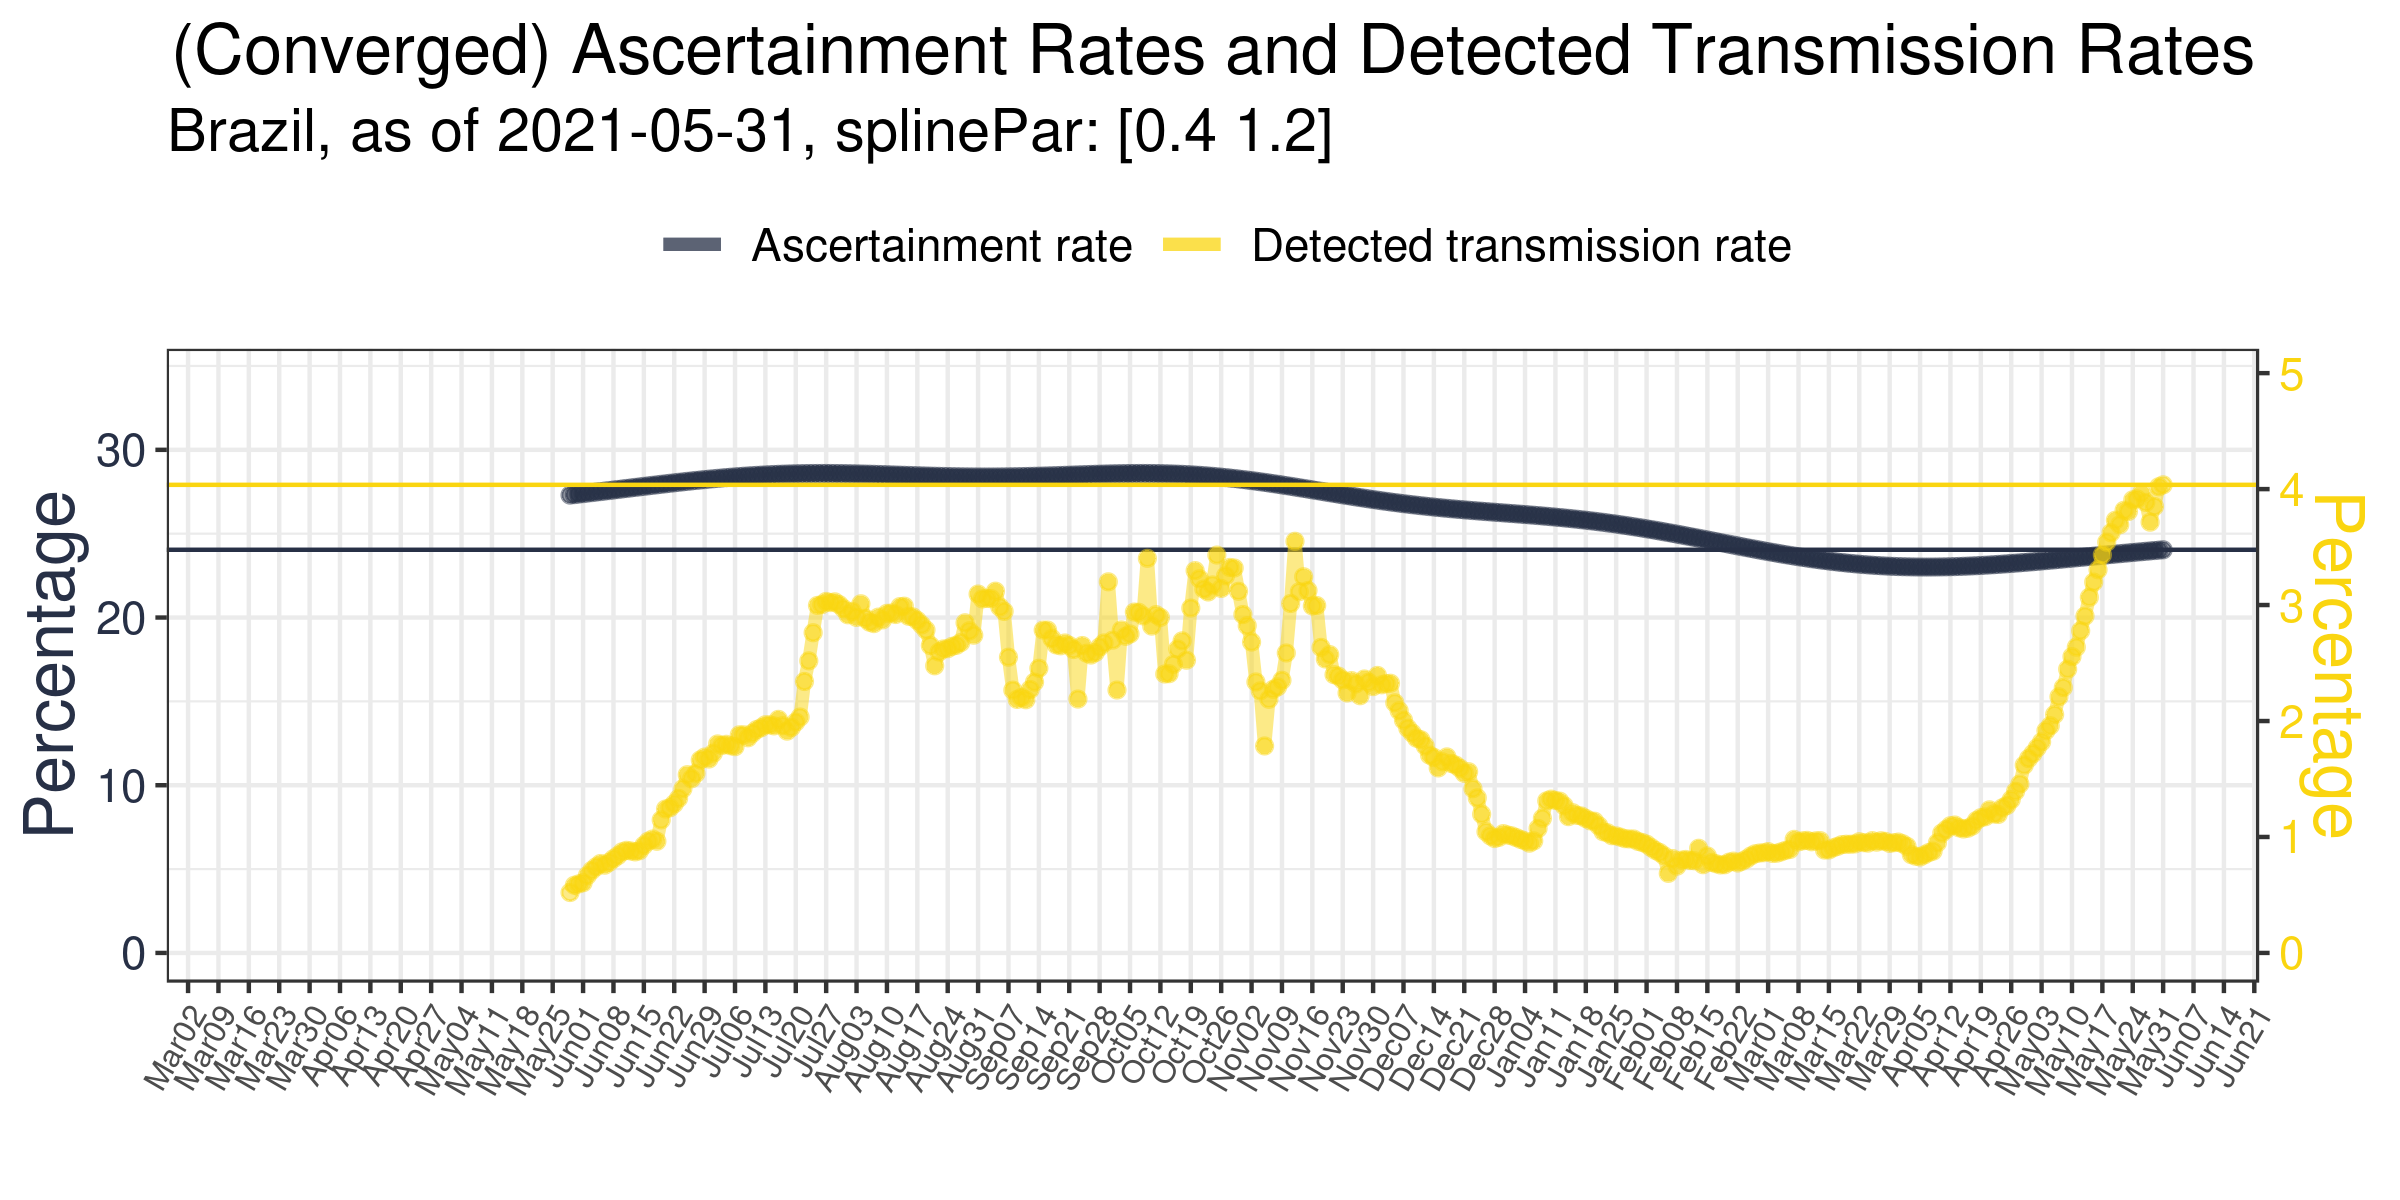 (Converged) Ascertainment Rates and Detected Transmission Rates
Brazil, as of 2021-05-31, splinePar: [0.4 1.2]
Ascertainment rate
Detected transmission rate
Percentage
30
20
10
0
5
4
3
2
1
0
Percentage
Mar02
Mar09
Mar16
Mar23
Mar30
Apr06
Apr13
Apr20
Apr27
May04
May11
May18
May25
Jun01
Jun08
Jun15
Jun22
Jun29
Jul06
Jul13
Jul20
Jul27
Aug03
Aug10
Aug17
Aug24
Aug31
Sep07
Sep14
Sep21
Sep28
Oct05
Oct12
Oct19
Oct26
Nov02
Nov09
Nov16
Nov23
Nov30
Dec07
Dec14
Dec21
Dec28
Jan04
Jan11
Jan18
Jan25
Feb01
Feb08
Feb15
Feb22
Mar01
Mar08
Mar15
Mar22
Mar29
Apr05
Apr12
Apr19
Apr26
May03
May10
May17
May24
May31
Jun07
Jun14
Jun21